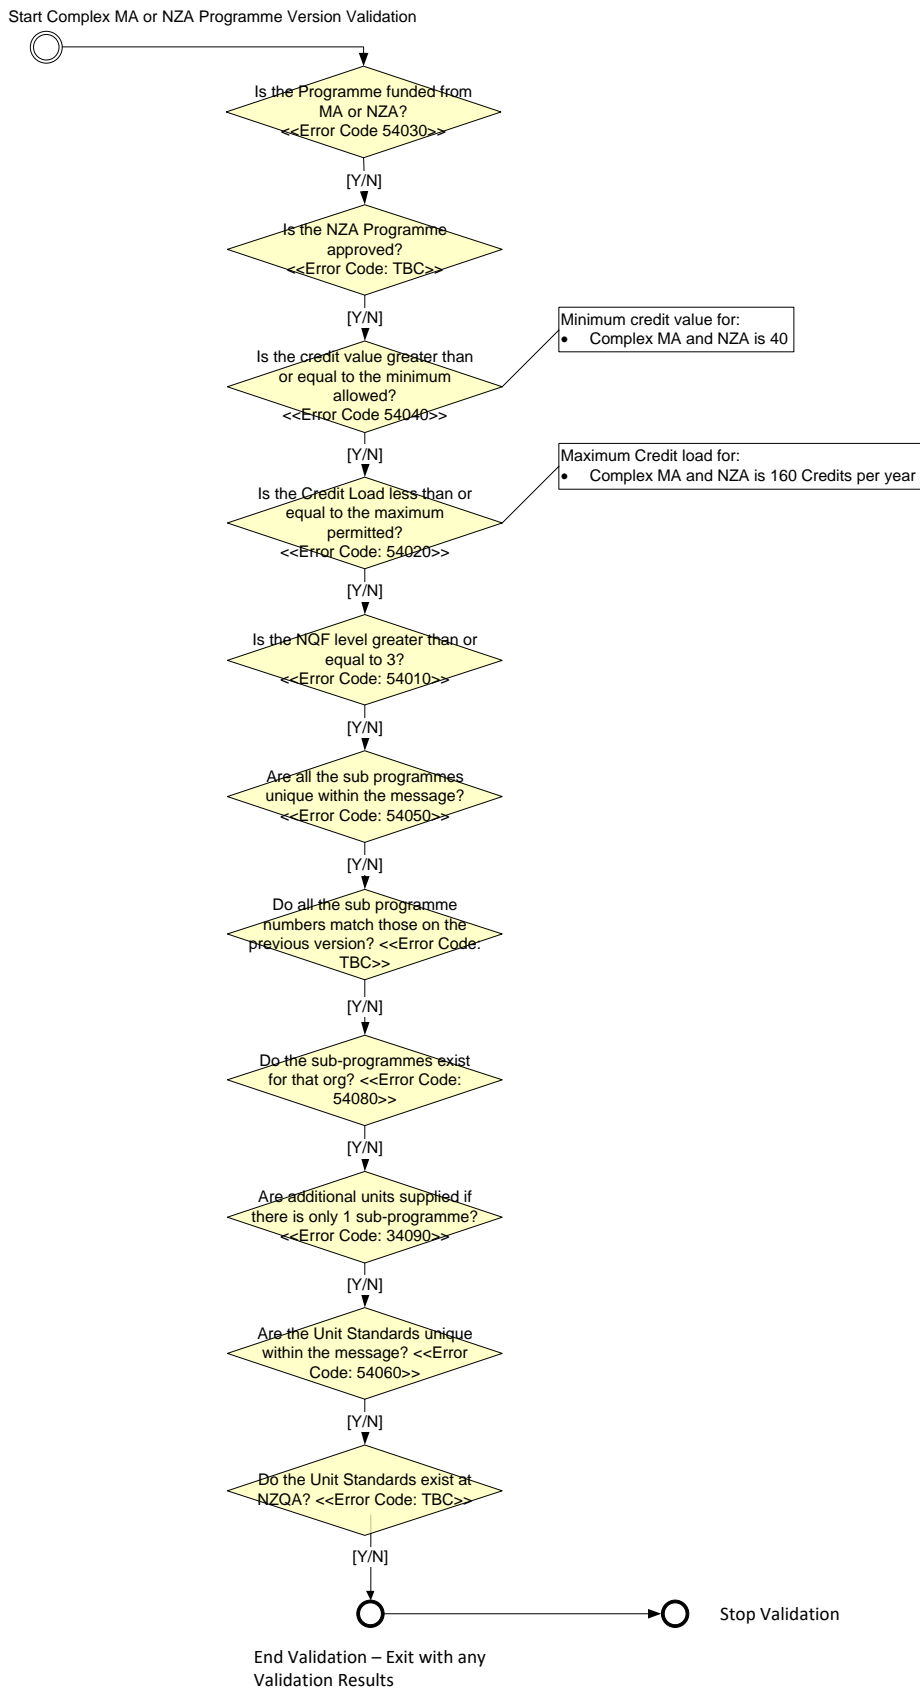 Start Complex MA or NZA Programme Version Validation
Is the Programme funded from
MA or NZA?
<<Error Code 54030>>
[Y/N]
Is the NZA Programme
approved?
<<Error Code: TBC>>
[Y/N]
Minimum credit value for:
• Complex MA and NZA is 40
Is the credit value greater than
or equal to the minimum
allowed?
<<Error Code 54040>>
[Y/N]
Maximum Credit load for:
• Complex MA and NZA is 160 Credits per year
Is the Credit Load less than or
equal to the maximum
permitted?
<<Error Code: 54020>>
[Y/N]
Is the NQF level greater than or
equal to 3?
<<Error Code: 54010>>
[Y/N]
Are all the sub programmes
unique within the message?
<<Error Code: 54050>>
[Y/N]
Do all the sub programme
numbers match those on the
previous version? <<Error Code:
TBC>>
[Y/N]
Do the sub-programmes exist
for that org? <<Error Code:
54080>>
[Y/N]
Are additional units supplied if
there is only 1 sub-programme?
<<Error Code: 34090>>
[Y/N]
Are the Unit Standards unique
within the message? <<Error
Code: 54060>>
[Y/N]
Do the Unit Standards exist at
NZQA? <<Error Code: TBC>>
[Y/N]
Stop Validation
End Validation – Exit with any
Validation Results